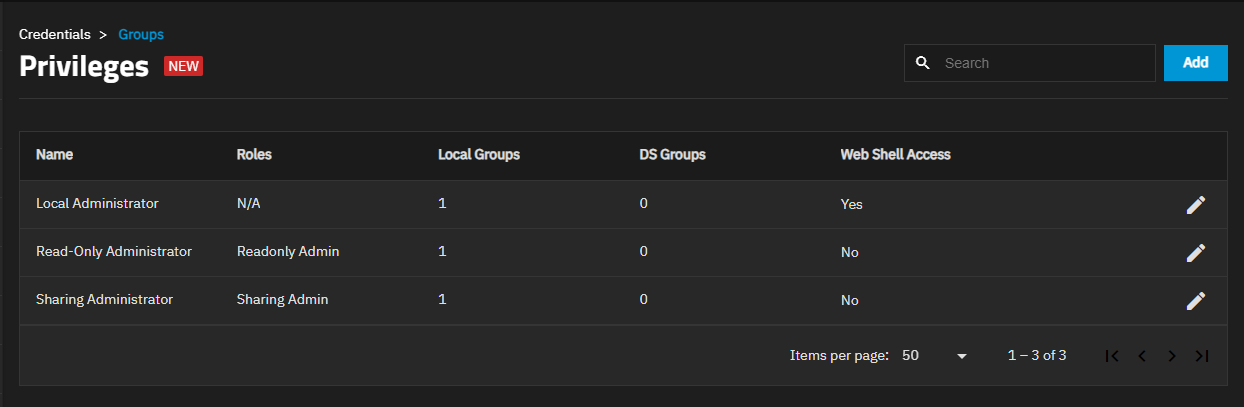 Credentials > Groups
Privileges NEW
Search
Add
Name Roles Local Groups DS Groups Web Shell Access
Local Administrator N/A 1 0 Yes
Read-Only Administrator Readonly Admin 1 0 No
Sharing Administrator Sharing Admin 1 0 No
Items per page: 50 1 – 3 of 3